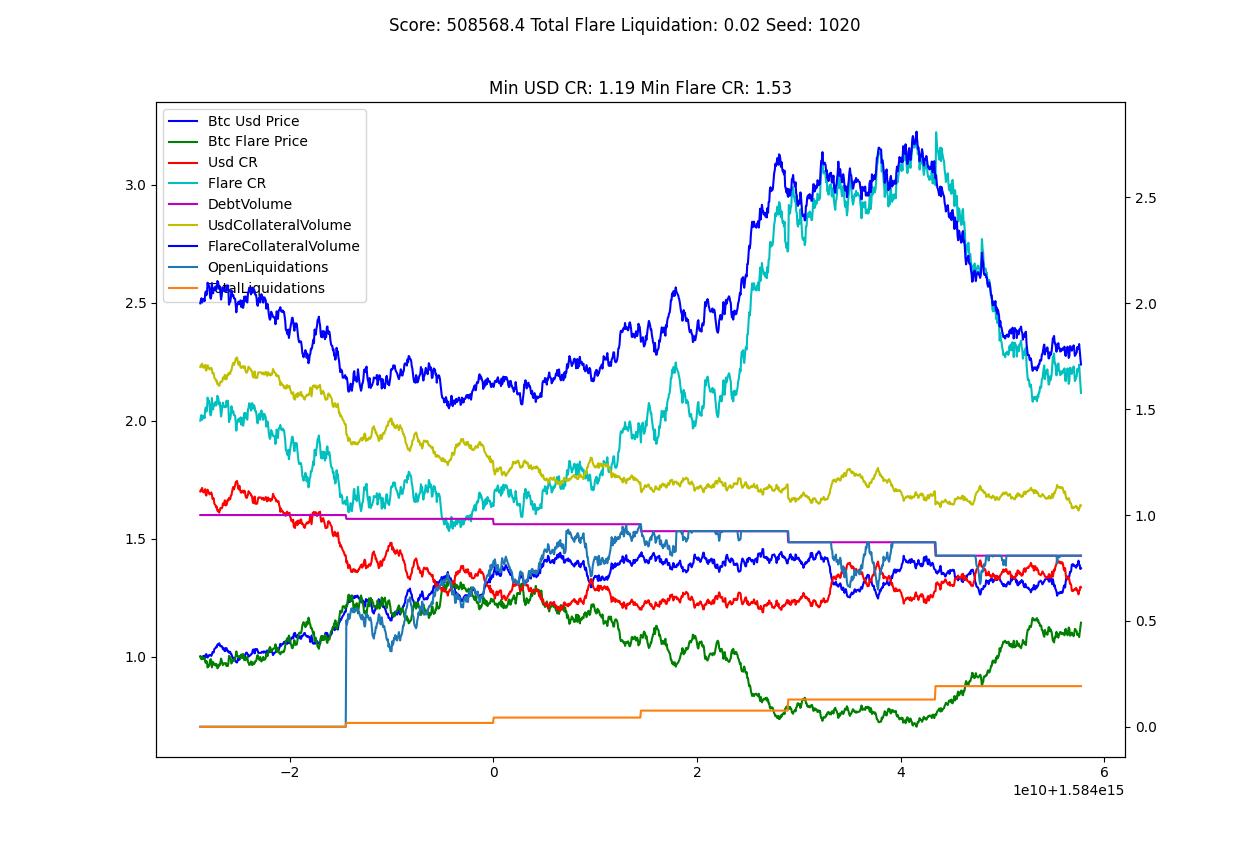 Score: 508568.4 Total Flare Liquidation: 0.02 Seed: 1020
Min USD CR: 1.19 Min Flare CR: 1.53
Btc Usd Price
Btc Flare Price
Usd CR
Flare CR
DebtVolume
UsdCollateralVolume
FlareCollateralVolume
OpenLiquidations
TotalLiquidations
3.0
2.5
2.0
1.5
1.0
2.5
2.0
1.5
1.0
0.5
0.0
−2
0
2
4
6
1e10+1.584e15